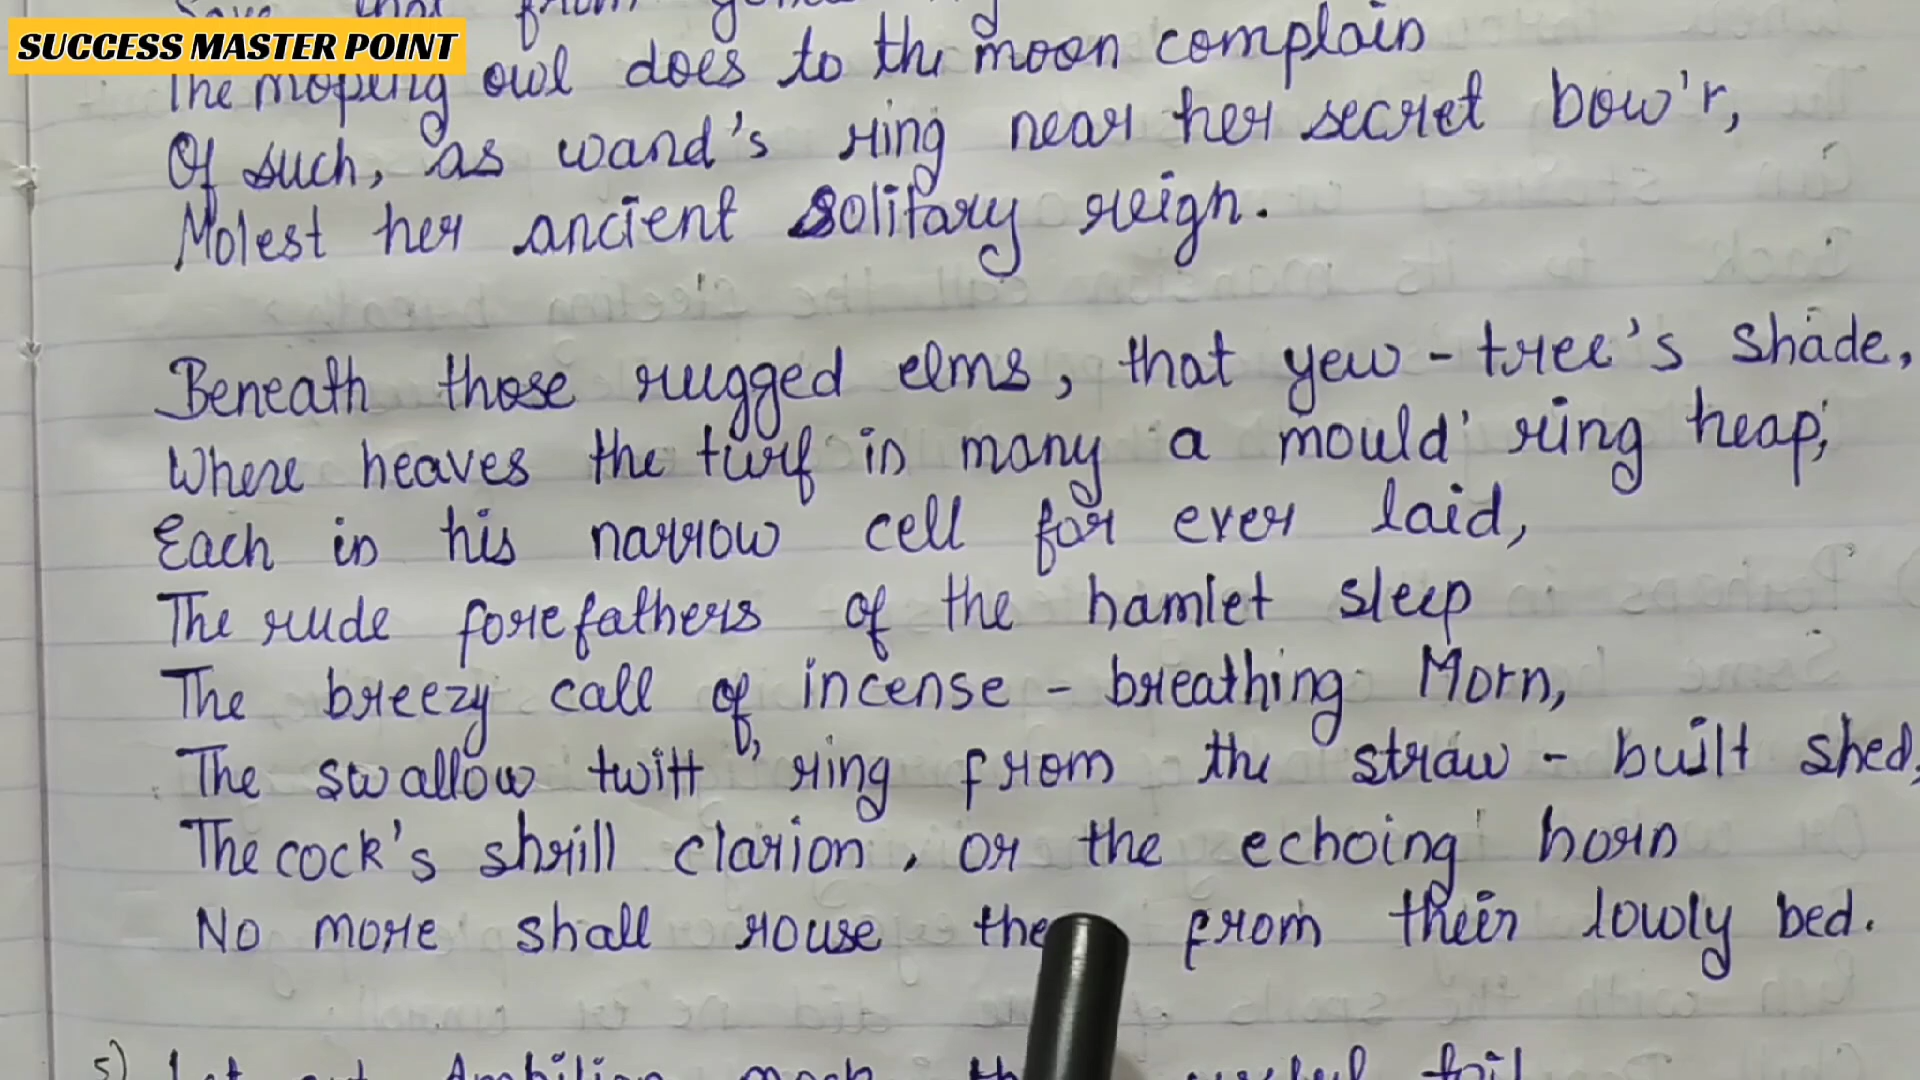 SUCCESS MASTER POINT
The moping owl does to the moon complain
Of such, as wand's ring near her secret bow'r,
Molest her ancient solitary reign.
Beneath those rugged elms, that yew - tree's shade,
Where heaves the turf in many a mould' ring heap,
Each in his narrow cell for ever laid,
The rude forefathers of the hamlet sleep
The breezy call of incense - breathing Morn,
The swallow twitt 'ring from the straw - built shed,
The cock's shrill clarion, or the echoing horn
No more shall rouse the from their lowly bed.
5)